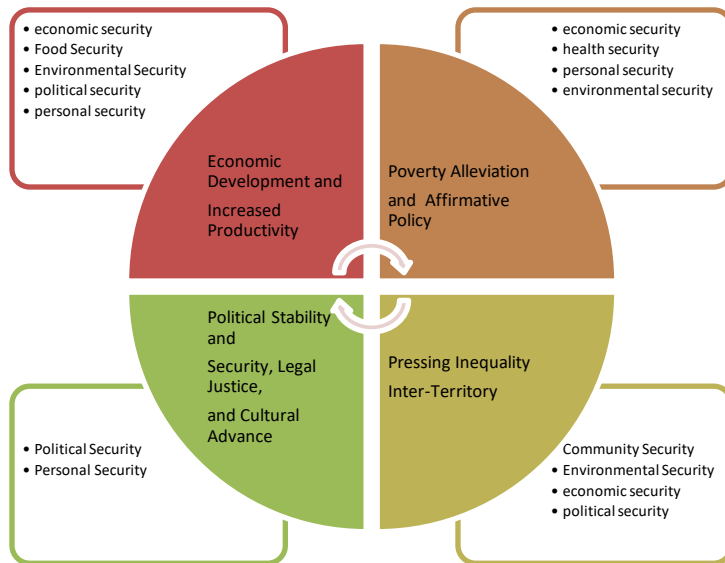 • economic security
• Food Security
• Environmental Security
• political security
• personal security
• economic security
• health security
• personal security
• environmental security
Economic
Development and
Increased
Productivity
Poverty Alleviation
and Affirmative
Policy
Political Stability
and
Security, Legal
Justice,
and Cultural
Advance
Pressing Inequality
Inter-Territory
• Political Security
• Personal Security
Community Security
• Environmental Security
• economic security
• political security